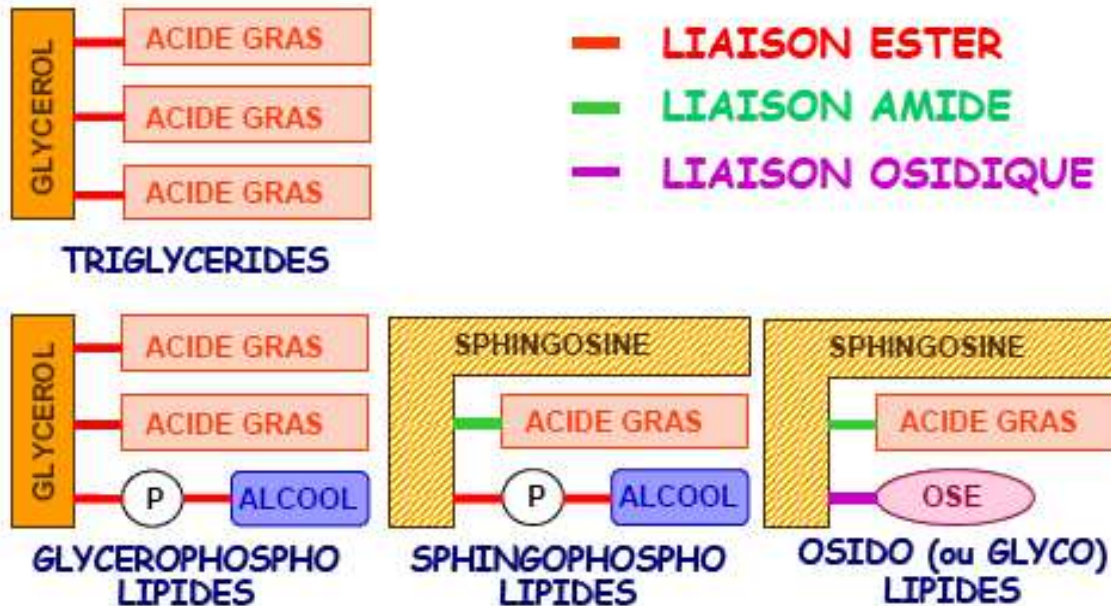 GLYCEROL
ACIDE GRAS
ACIDE GRAS
ACIDE GRAS
TRIGLYCERIDES
LIAISON ESTER
LIAISON AMIDE
LIAISON OSIDIQUE
GLYCEROL
ACIDE GRAS
ACIDE GRAS
P
ALCOOL
GLYCEROPHOSPHO
LIPIDES
SPHINGOSINE
ACIDE GRAS
P
ALCOOL
SPHINGOPHOSPHO
LIPIDES
SPHINGOSINE
ACIDE GRAS
OSE
OSIDO (ou GLYCO)
LIPIDES